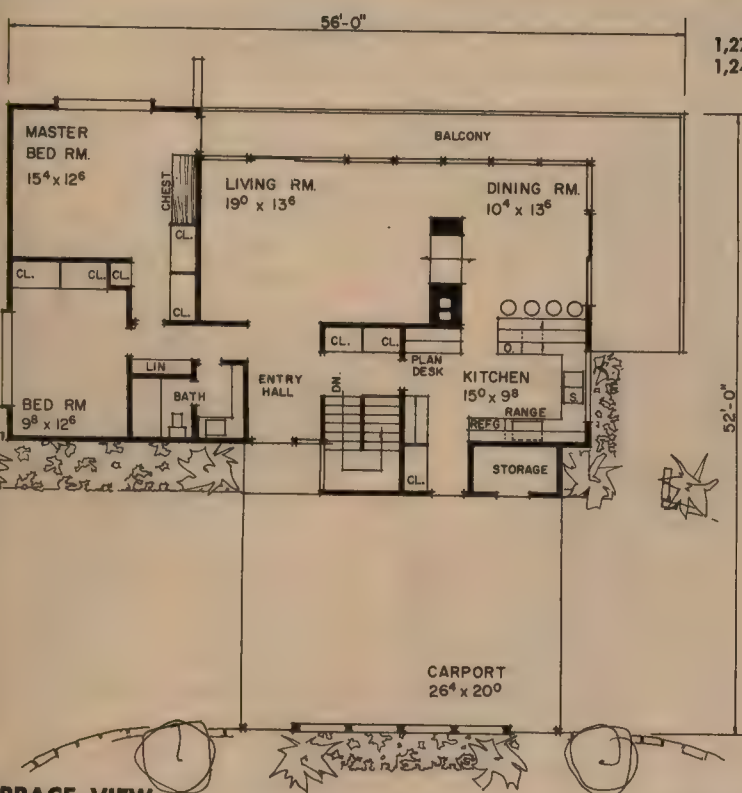 56'-0"
MASTER
BED RM.
15⁴ x 12⁶
BALCONY
LIVING RM.
19⁰ x 13⁶
DINING RM.
10⁴ x 13⁶
CHEST
CL.
CL.
CL.
CL.
CL.
CL.
CL.
O.
PLAN
DESK
KITCHEN
15⁰ x 9⁸
LIN
BATH
ENTRY
HALL
DN.
S.
BED RM
9⁸ x 12⁶
RANGE
REFG
STORAGE
CL.
52'-0"
CARPORT
26⁴ x 20⁰
VIEW